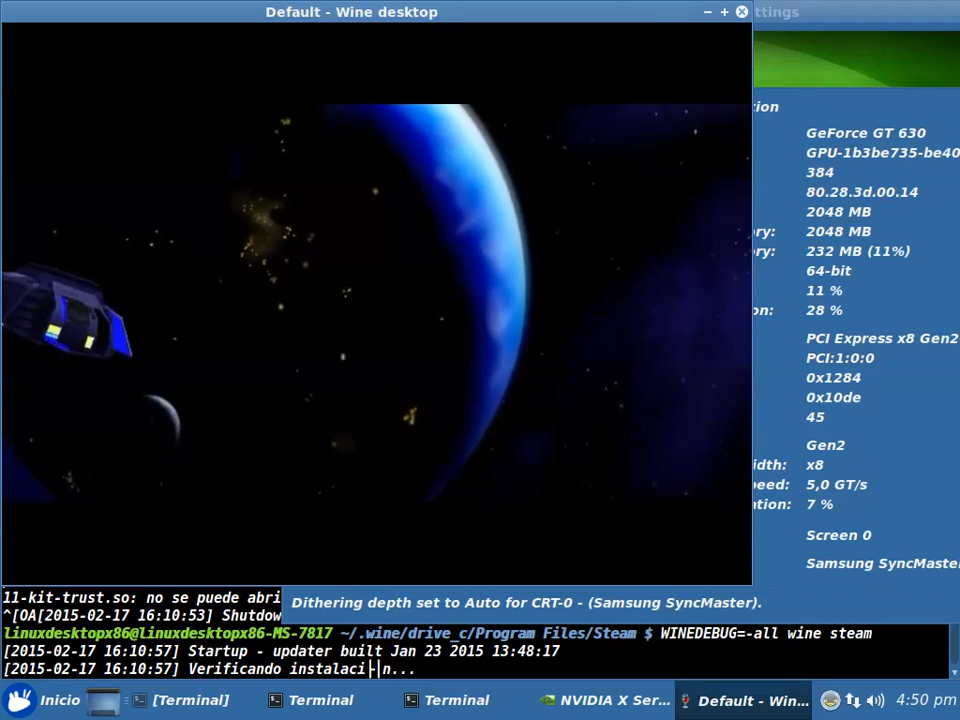 Default - Wine desktop
ttings
tion
GeForce GT 630
GPU-1b3be735-be40
384
80.28.3d.00.14
2048 MB
ry: 2048 MB
ry: 232 MB (11%)
64-bit
11 %
on: 28 %
PCI Express x8 Gen2
PCI:1:0:0
0x1284
0x10de
45
Gen2
idth: x8
peed: 5,0 GT/s
ation: 7 %
Screen 0
Samsung SyncMaste
11-kit-trust.so: no se puede abri
Dithering depth set to Auto for CRT-0 - (Samsung SyncMaster).
^[OA[2015-02-17 16:10:53] Shutdow
linuxdesktopx86@linuxdesktopx86-MS-7817 ~/.wine/drive_c/Program Files/Steam $ WINEDEBUG=-all wine steam
[2015-02-17 16:10:57] Startup - updater built Jan 23 2015 13:48:17
[2015-02-17 16:10:57] Verificando instalaci├│n...
Inicio [Terminal] Terminal Terminal NVIDIA X Ser... Default - Win... 4:50 pm